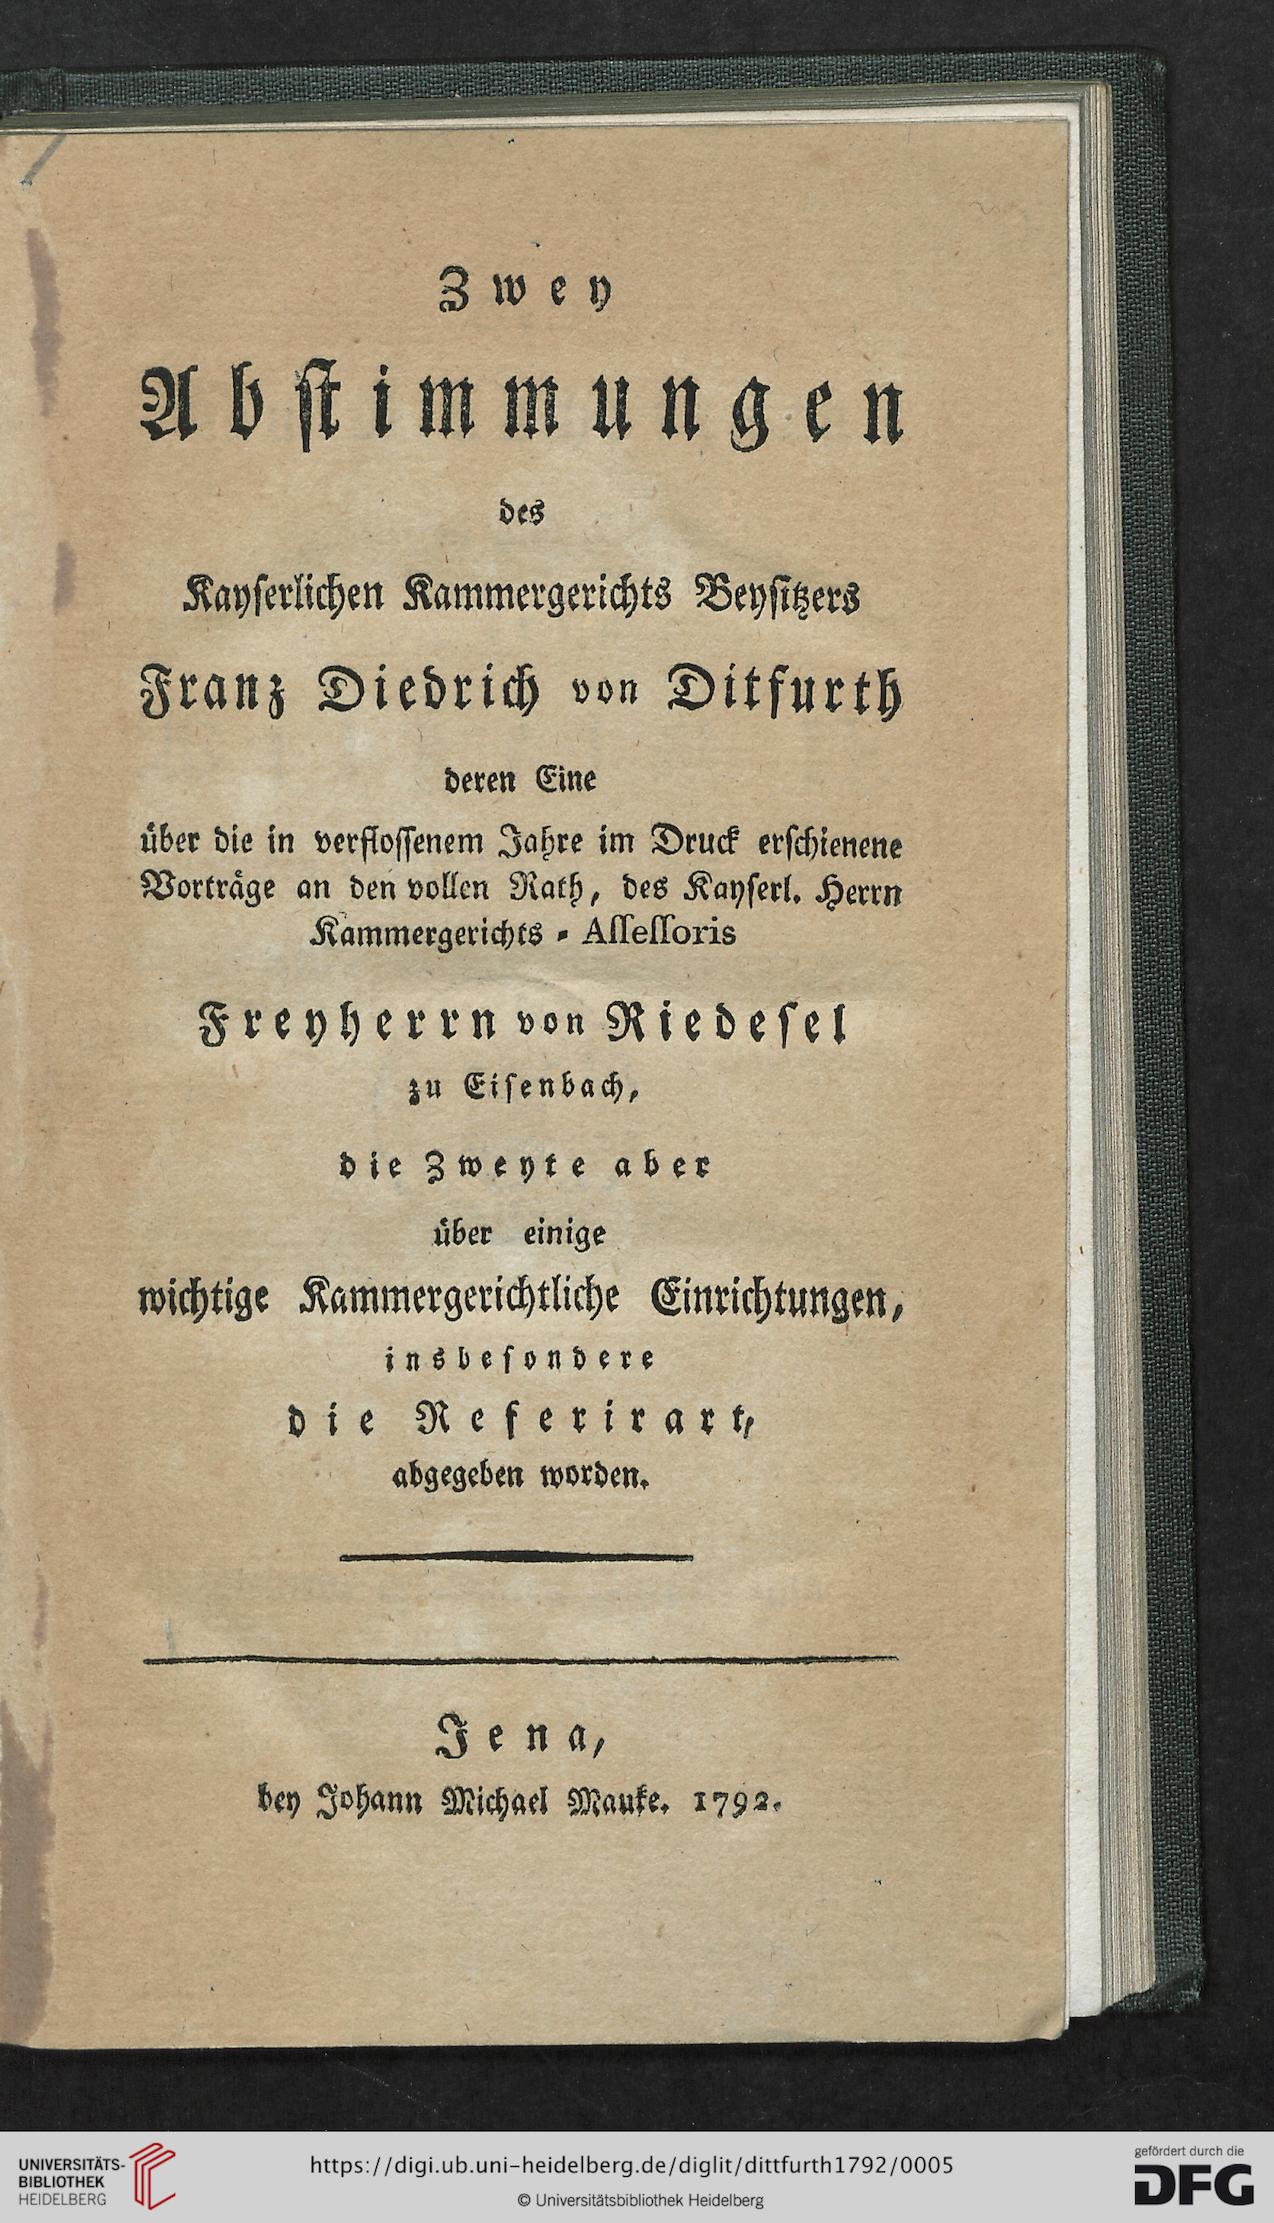 Zwey
Abſtimmungen
des
Kayſerlichen Kammergerichts Beyſitzers
Franz Diedrich von Ditfurth
deren Eine
über die in verfloſſenem Jahre im Druck erſchienene
Vorträge an den vollen Rath, des Kayſerl. Herrn
Kammergerichts-Aſſeſſoris
Freyherrn von Riedeſel
zu Eiſenbach,
die Zweyte aber
über einige
wichtige Kammergerichtliche Einrichtungen,
insbeſondere
die Referirart,
abgegeben worden.
Jena,
bey Johann Michael Mauke. 1792.
UNIVERSITÄTS-
BIBLIOTHEK
HEIDELBERG
https://digi.ub.uni-heidelberg.de/diglit/dittfurth1792/0005
© Universitätsbibliothek Heidelberg
gefördert durch die
DFG